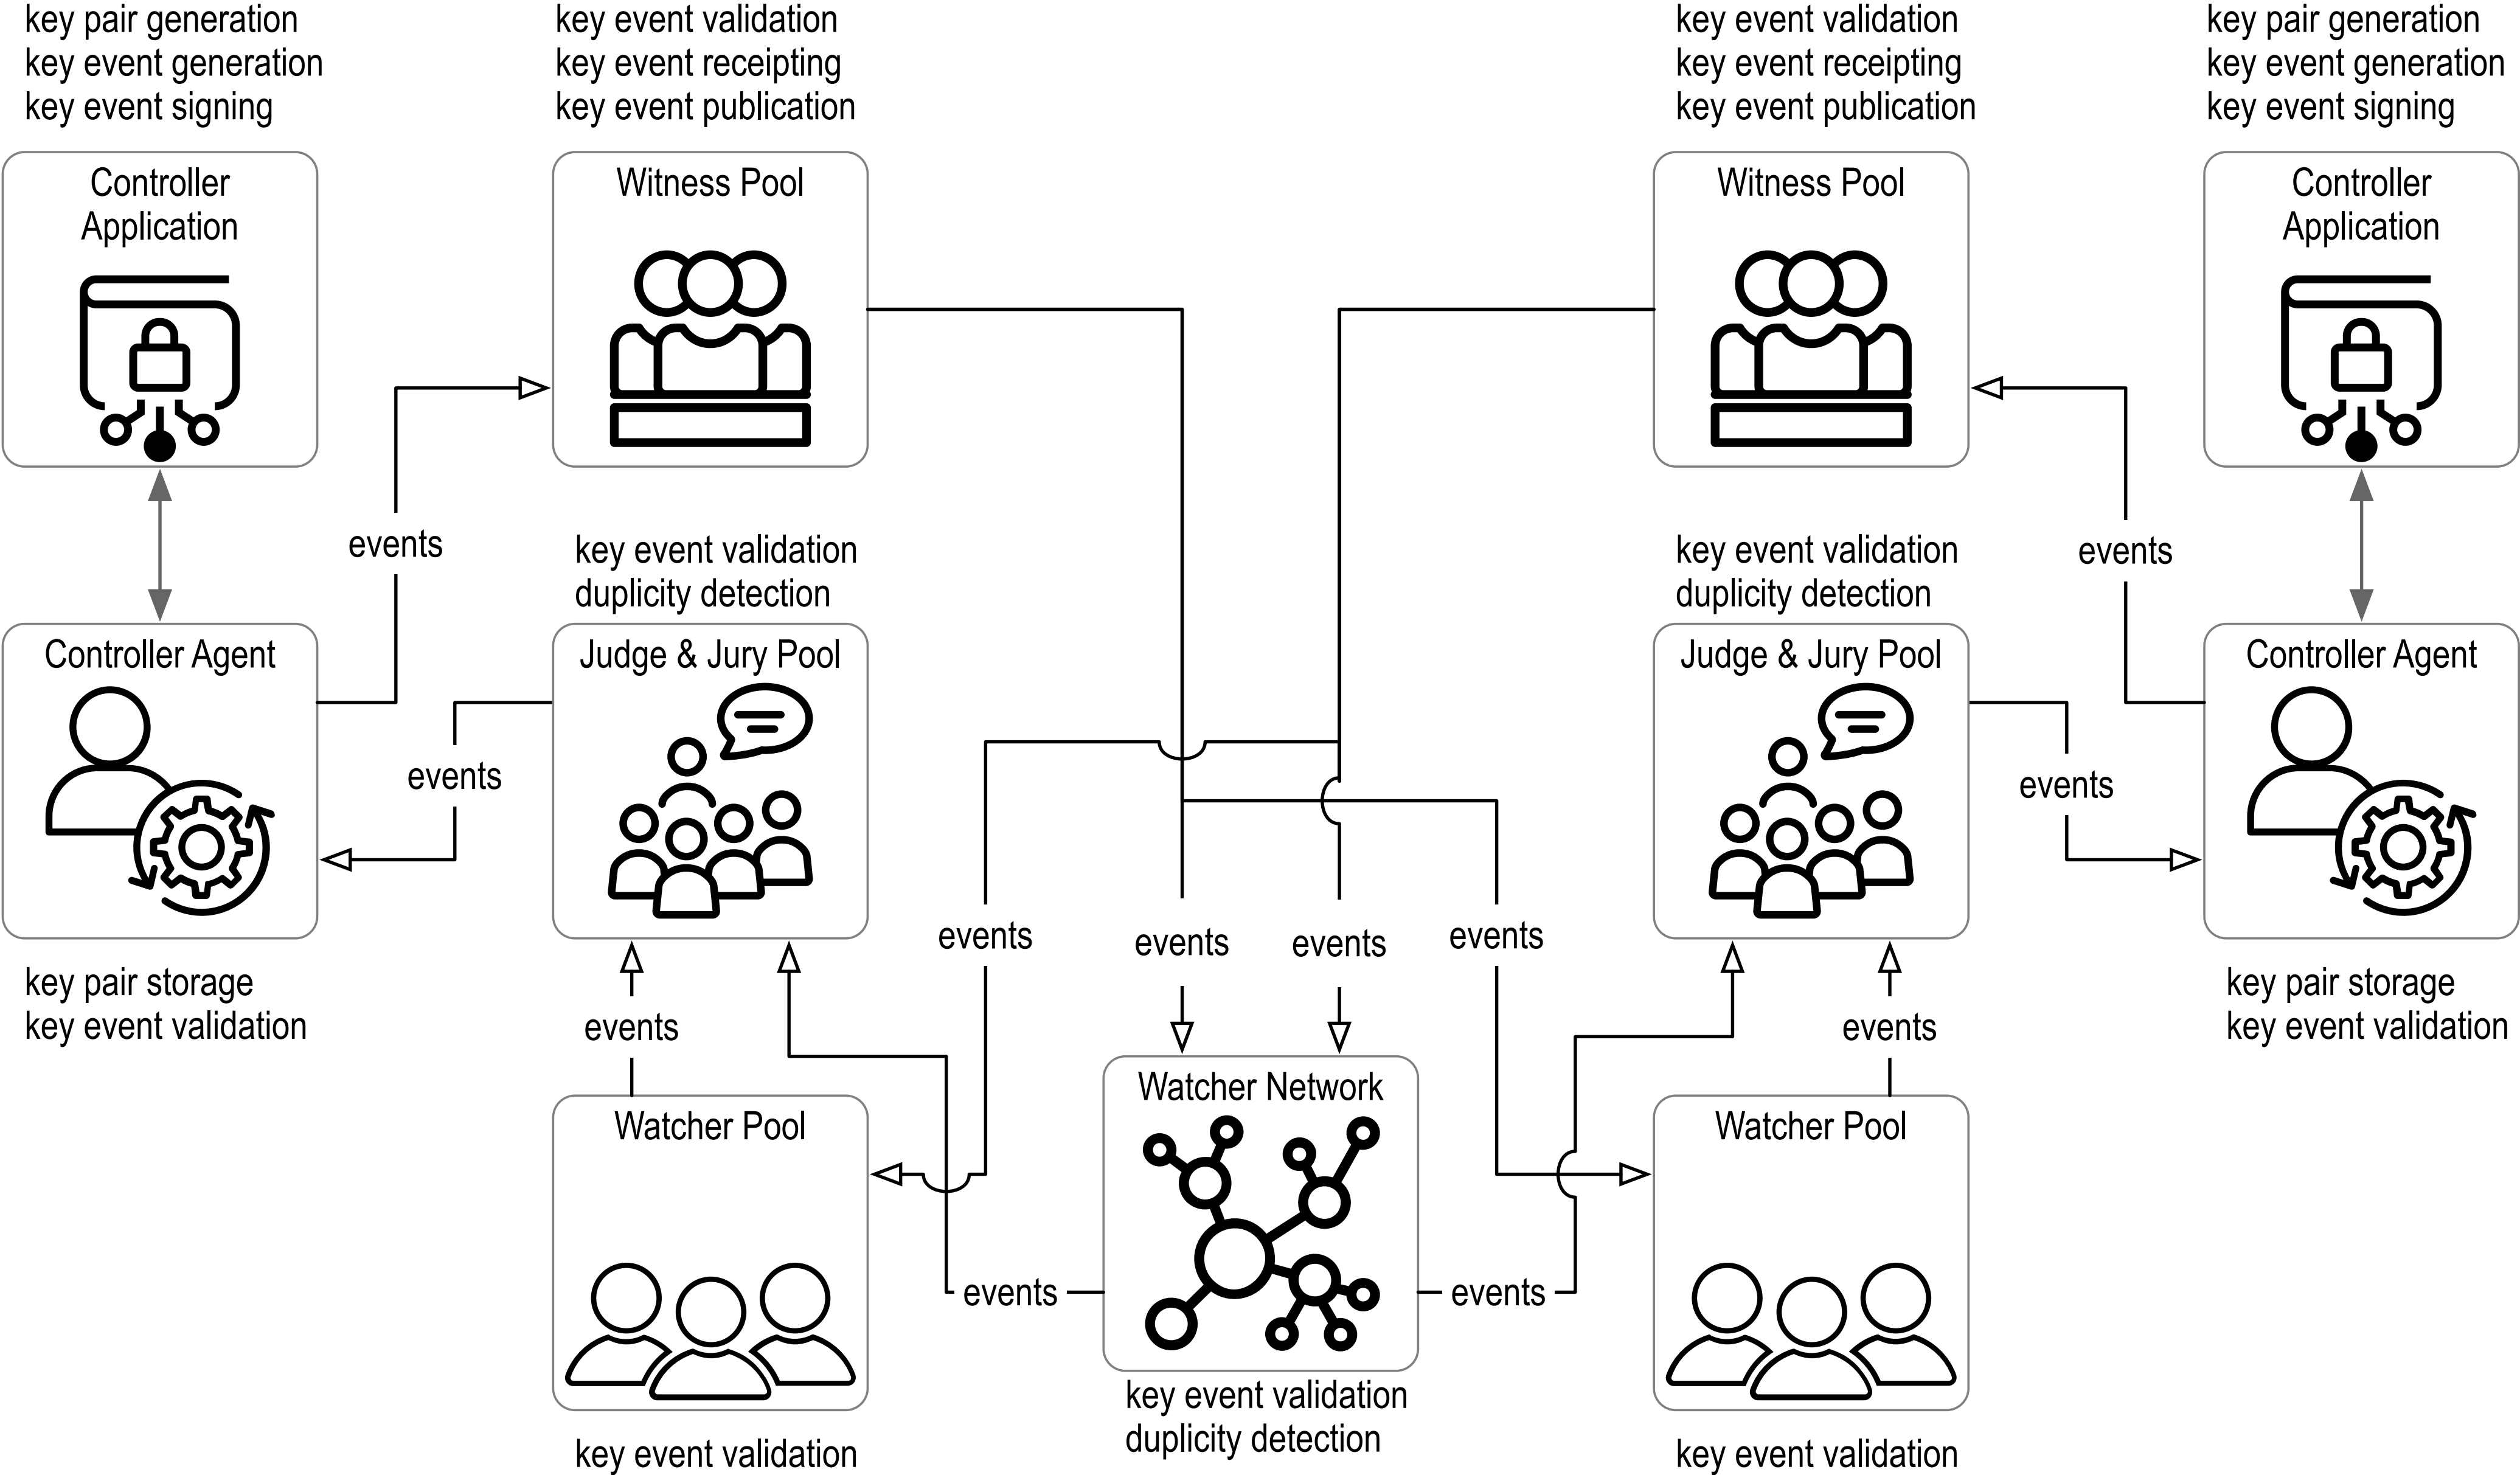 key pair generation
key event generation
key event signing
key event validation
key event receipting
key event publication
key event validation
key event receipting
key event publication
key pair generation
key event generation
key event signing
Controller
Application
Witness Pool
Witness Pool
Controller
Application
events
key event validation
duplicity detection
key event validation
duplicity detection
events
Controller Agent
Judge & Jury Pool
Judge & Jury Pool
Controller Agent
events
events
events
events
events
events
key pair storage
key event validation
key pair storage
key event validation
events
events
Watcher Pool
Watcher Network
Watcher Pool
events
events
key event validation
duplicity detection
key event validation
key event validation